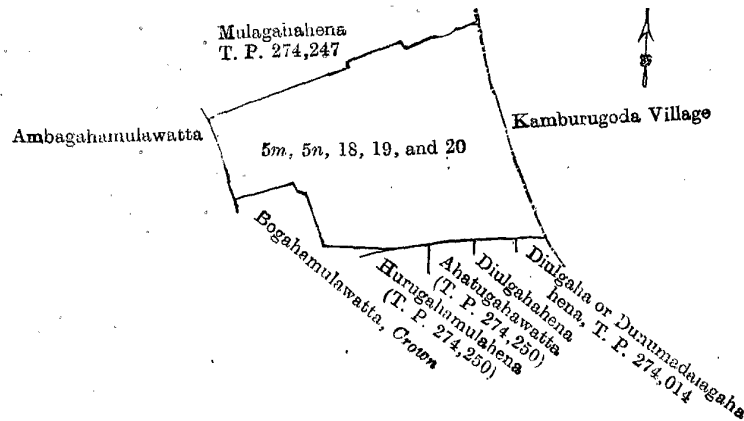 Mulagahahena
T. P. 274,247
Ambagahamulawatta
Kamburugoda Village
5m, 5n, 18, 19, and 20
Bogahamulawatta, Crown
Hurugahamulahena
(T. P. 274,250)
Ahatugahawatta
(T. P. 274,250)
Diulgahahena
Diulgaha or Dunumadalagaha
hena, T. P. 274,014